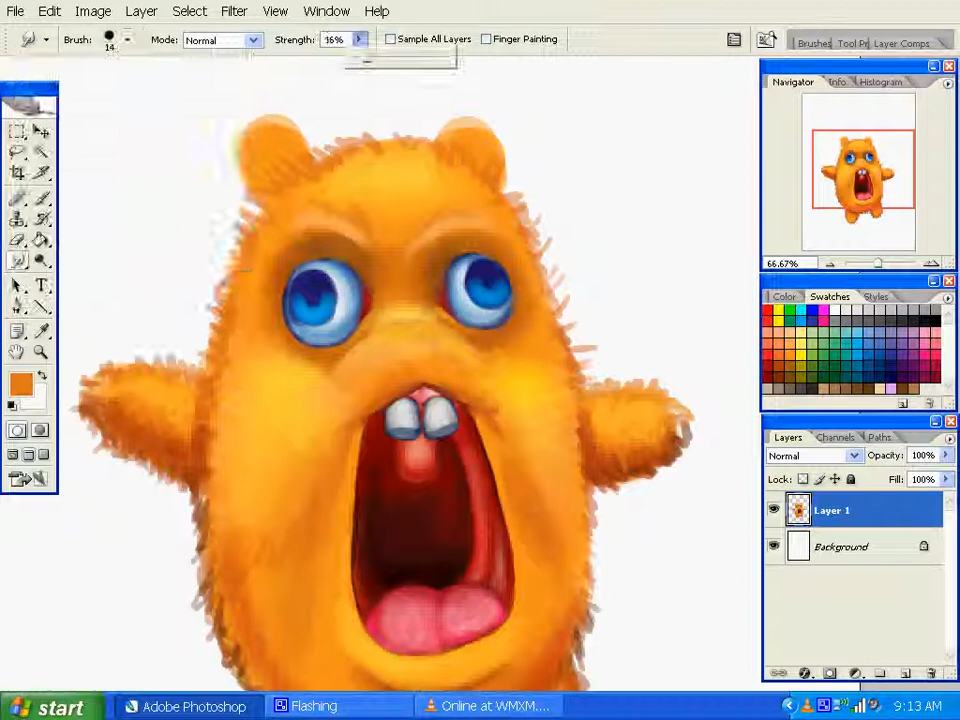 File Edit Image Layer Select Filter View Window Help
Brush: 14 Mode: Normal Strength: 16% Sample All Layers Finger Painting
Brushes Tool Pr Layer Comps
Navigator Info Histogram
66.67%
Color Swatches Styles
Layers Channels Paths
Normal Opacity: 100%
Lock: Fill: 100%
Layer 1
Background
T
start Adobe Photoshop Flashing Online at WMXM.... 9:13 AM